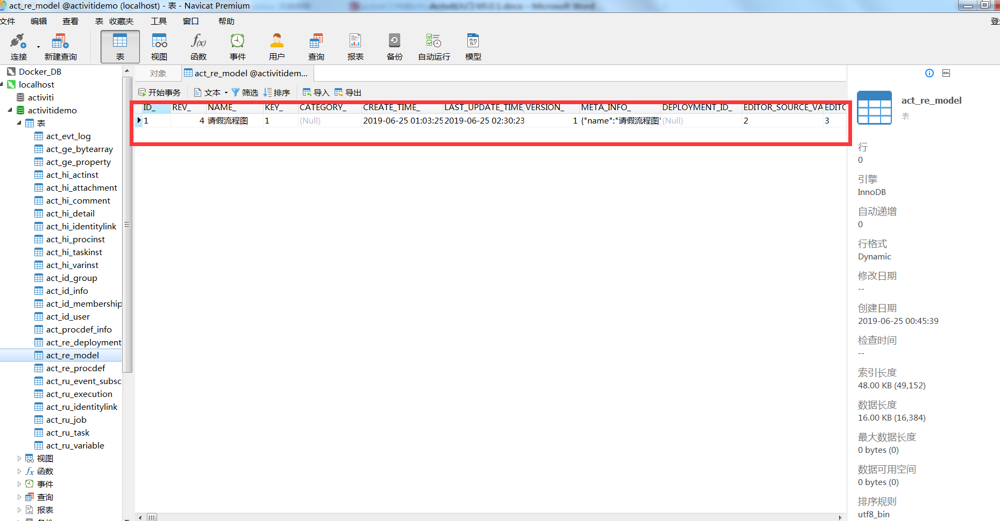 act_re_model @activitidemo (localhost) - 表 - Navicat Premium
文件 编辑 查看 表 收藏夹 工具 窗口 帮助
连接 新建查询 表 视图 函数 事件 用户 查询 报表 备份 自动运行 模型
Docker_DB
localhost
activiti
activitidemo
表
act_evt_log
act_ge_bytearray
act_ge_property
act_hi_actinst
act_hi_attachment
act_hi_comment
act_hi_detail
act_hi_identitylink
act_hi_procinst
act_hi_taskinst
act_hi_varinst
act_id_group
act_id_info
act_id_membership
act_id_user
act_procdef_info
act_re_deployment
act_re_model
act_re_procdef
act_ru_event_subsc
act_ru_execution
act_ru_identitylink
act_ru_job
act_ru_task
act_ru_variable
视图
函数
事件
查询
报表
对象 act_re_model @activitidem...
开始事务 文本 筛选 排序 导入 导出
ID_ REV_ NAME_ KEY_ CATEGORY_ CREATE_TIME_ LAST_UPDATE_TIME_ VERSION_ META_INFO_ DEPLOYMENT_ID_ EDITOR_SOURCE_VA EDITO
1 4 请假流程图 1 (Null) 2019-06-25 01:03:25 2019-06-25 02:30:23 1 {"name":"请假流程图" (Null) 2 3
DDL
act_re_model
表
行
0
引擎
InnoDB
自动递增
0
行格式
Dynamic
修改日期
--
创建日期
2019-06-25 00:45:39
检查时间
--
索引长度
48.00 KB (49,152)
数据长度
16.00 KB (16,384)
最大数据长度
0 bytes (0)
数据可用空间
0 bytes (0)
排序规则
utf8_bin